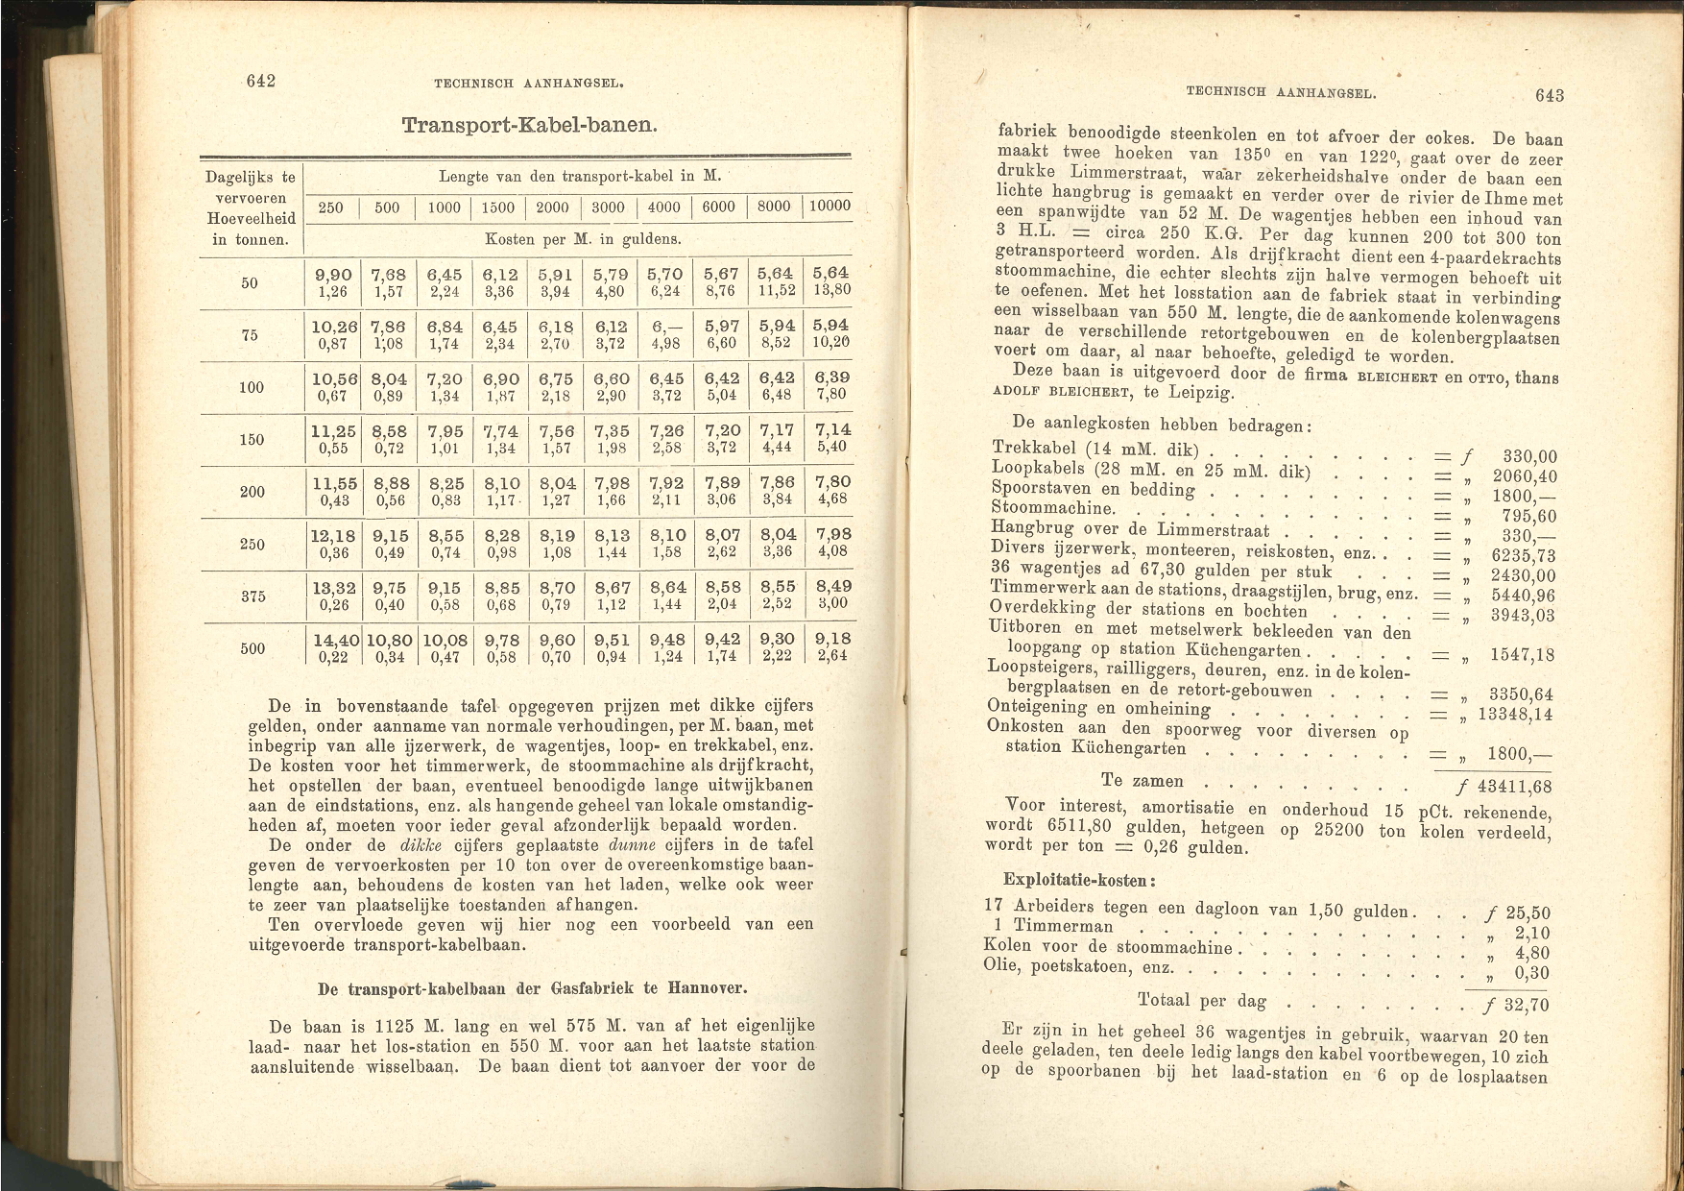 642
TECHNISCH AANHANGSEL.
Transport-Kabel-banen.
Dagelijks te vervoeren Hoeveelheid in tonnen.
Lengte van den transport-kabel in M.
250 | 500 | 1000 | 1500 | 2000 | 3000 | 4000 | 6000 | 8000 | 10000
Kosten per M. in guldens.
50 | 9,90 | 7,68 | 6,45 | 6,12 | 5,91 | 5,79 | 5,70 | 5,67 | 5,64 | 5,64
1,26 | 1,57 | 2,24 | 3,36 | 3,94 | 4,80 | 6,24 | 8,76 | 11,52 | 13,80
75 | 10,26 | 7,86 | 6,84 | 6,45 | 6,18 | 6,12 | 6,— | 5,97 | 5,94 | 5,94
0,87 | 1,08 | 1,74 | 2,34 | 2,70 | 3,72 | 4,98 | 6,60 | 8,52 | 10,20
100 | 10,56 | 8,04 | 7,20 | 6,90 | 6,75 | 6,60 | 6,45 | 6,42 | 6,42 | 6,39
0,67 | 0,89 | 1,34 | 1,87 | 2,18 | 2,90 | 3,72 | 5,04 | 6,48 | 7,80
150 | 11,25 | 8,58 | 7,95 | 7,74 | 7,56 | 7,35 | 7,26 | 7,20 | 7,17 | 7,14
0,55 | 0,72 | 1,01 | 1,34 | 1,57 | 1,98 | 2,58 | 3,72 | 4,44 | 5,40
200 | 11,55 | 8,88 | 8,25 | 8,10 | 8,04 | 7,98 | 7,92 | 7,89 | 7,86 | 7,80
0,43 | 0,56 | 0,83 | 1,17 | 1,27 | 1,66 | 2,11 | 3,06 | 3,84 | 4,68
250 | 12,18 | 9,15 | 8,55 | 8,28 | 8,19 | 8,13 | 8,10 | 8,07 | 8,04 | 7,98
0,36 | 0,49 | 0,74 | 0,98 | 1,08 | 1,44 | 1,58 | 2,62 | 3,36 | 4,08
375 | 13,32 | 9,75 | 9,15 | 8,85 | 8,70 | 8,67 | 8,64 | 8,58 | 8,55 | 8,49
0,26 | 0,40 | 0,58 | 0,68 | 0,79 | 1,12 | 1,44 | 2,04 | 2,52 | 3,00
500 | 14,40 | 10,80 | 10,08 | 9,78 | 9,60 | 9,51 | 9,48 | 9,42 | 9,30 | 9,18
0,22 | 0,34 | 0,47 | 0,58 | 0,70 | 0,94 | 1,24 | 1,74 | 2,22 | 2,64
De in bovenstaande tafel opgegeven prijzen met dikke cijfers
gelden, onder aanname van normale verhoudingen, per M. baan, met
inbegrip van alle ijzerwerk, de wagentjes, loop- en trekkabel, enz.
De kosten voor het timmerwerk, de stoommachine als drijfkracht,
het opstellen der baan, eventueel benoodigde lange uitwijkbanen
aan de eindstations, enz. als hangende geheel van lokale omstandig-
heden af, moeten voor ieder geval afzonderlijk bepaald worden.
De onder de dikke cijfers geplaatste dunne cijfers in de tafel
geven de vervoerkosten per 10 ton over de overeenkomstige baan-
lengte aan, behoudens de kosten van het laden, welke ook weer
te zeer van plaatselijke toestanden afhangen.
Ten overvloede geven wij hier nog een voorbeeld van een
uitgevoerde transport-kabelbaan.
De transport-kabelbaan der Gasfabriek te Hannover.
De baan is 1125 M. lang en wel 575 M. van af het eigenlijke
laad- naar het los-station en 550 M. voor aan het laatste station
aansluitende wisselbaan. De baan dient tot aanvoer der voor de
TECHNISCH AANHANGSEL.
643
fabriek benoodigde steenkolen en tot afvoer der cokes. De baan
maakt twee hoeken van 135⁰ en van 122⁰, gaat over de zeer
drukke Limmerstraat, waar zekerheidshalve onder de baan een
lichte hangbrug is gemaakt en verder over de rivier de Ihme met
een spanwijdte van 52 M. De wagentjes hebben een inhoud van
3 H.L. = circa 250 K.G. Per dag kunnen 200 tot 300 ton
getransporteerd worden. Als drijfkracht dient een 4-paardekrachts
stoommachine, die echter slechts zijn halve vermogen behoeft uit
te oefenen. Met het losstation aan de fabriek staat in verbinding
een wisselbaan van 550 M. lengte, die de aankomende kolenwagens
naar de verschillende retortgebouwen en de kolenbergplaatsen
voert om daar, al naar behoefte, geledigd te worden.
Deze baan is uitgevoerd door de firma BLEICHERT en OTTO, thans
ADOLF BLEICHERT, te Leipzig.
De aanlegkosten hebben bedragen:
Trekkabel (14 mM. dik) . . . . . . . . . = f 330,00
Loopkabels (28 mM. en 25 mM. dik) . . . . = „ 2060,40
Spoorstaven en bedding . . . . . . . . . = „ 1800,—
Stoommachine. . . . . . . . . . . . . = „ 795,60
Hangbrug over de Limmerstraat . . . . . . = „ 330,—
Divers ijzerwerk, monteeren, reiskosten, enz. . . = „ 6235,73
36 wagentjes ad 67,30 gulden per stuk . . . = „ 2430,00
Timmerwerk aan de stations, draagstijlen, brug, enz. = „ 5440,96
Overdekking der stations en bochten . . . . = „ 3943,03
Uitboren en met metselwerk bekleeden van den
loopgang op station Küchengarten . . . . . = „ 1547,18
Loopsteigers, railliggers, deuren, enz. in de kolen-
bergplaatsen en de retort-gebouwen . . . . = „ 3350,64
Onteigening en omheining . . . . . . . . = „ 13348,14
Onkosten aan den spoorweg voor diversen op
station Küchengarten . . . . . . . . . = „ 1800,—
Te zamen . . . . . . . . . f 43411,68
Voor interest, amortisatie en onderhoud 15 pCt. rekenende,
wordt 6511,80 gulden, hetgeen op 25200 ton kolen verdeeld,
wordt per ton = 0,26 gulden.
Exploitatie-kosten:
17 Arbeiders tegen een dagloon van 1,50 gulden. . . f 25,50
1 Timmerman . . . . . . . . . . . . . „ 2,10
Kolen voor de stoommachine . . . . . . . . . „ 4,80
Olie, poetskatoen, enz. . . . . . . . . . . . „ 0,30
Totaal per dag . . . . . . . . f 32,70
Er zijn in het geheel 36 wagentjes in gebruik, waarvan 20 ten
deele geladen, ten deele ledig langs den kabel voortbewegen, 10 zich
op de spoorbanen bij het laad-station en 6 op de losplaatsen